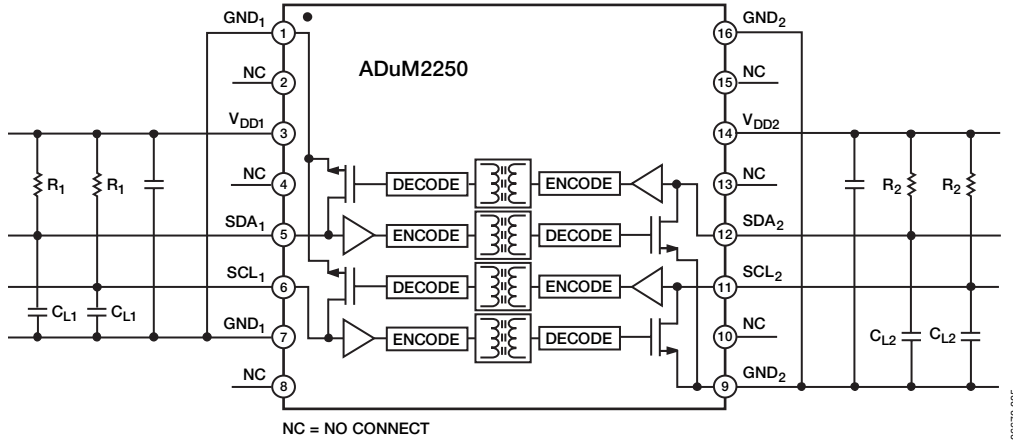 GND1
1
NC
2
VDD1
3
R1
R1
NC
4
SDA1
5
SCL1
6
CL1
CL1
GND1
7
NC
8
ADuM2250
DECODE
ENCODE
ENCODE
DECODE
DECODE
ENCODE
ENCODE
DECODE
GND2
16
NC
15
VDD2
14
R2
R2
NC
13
SDA2
12
SCL2
11
NC
10
CL2
CL2
GND2
9
NC = NO CONNECT